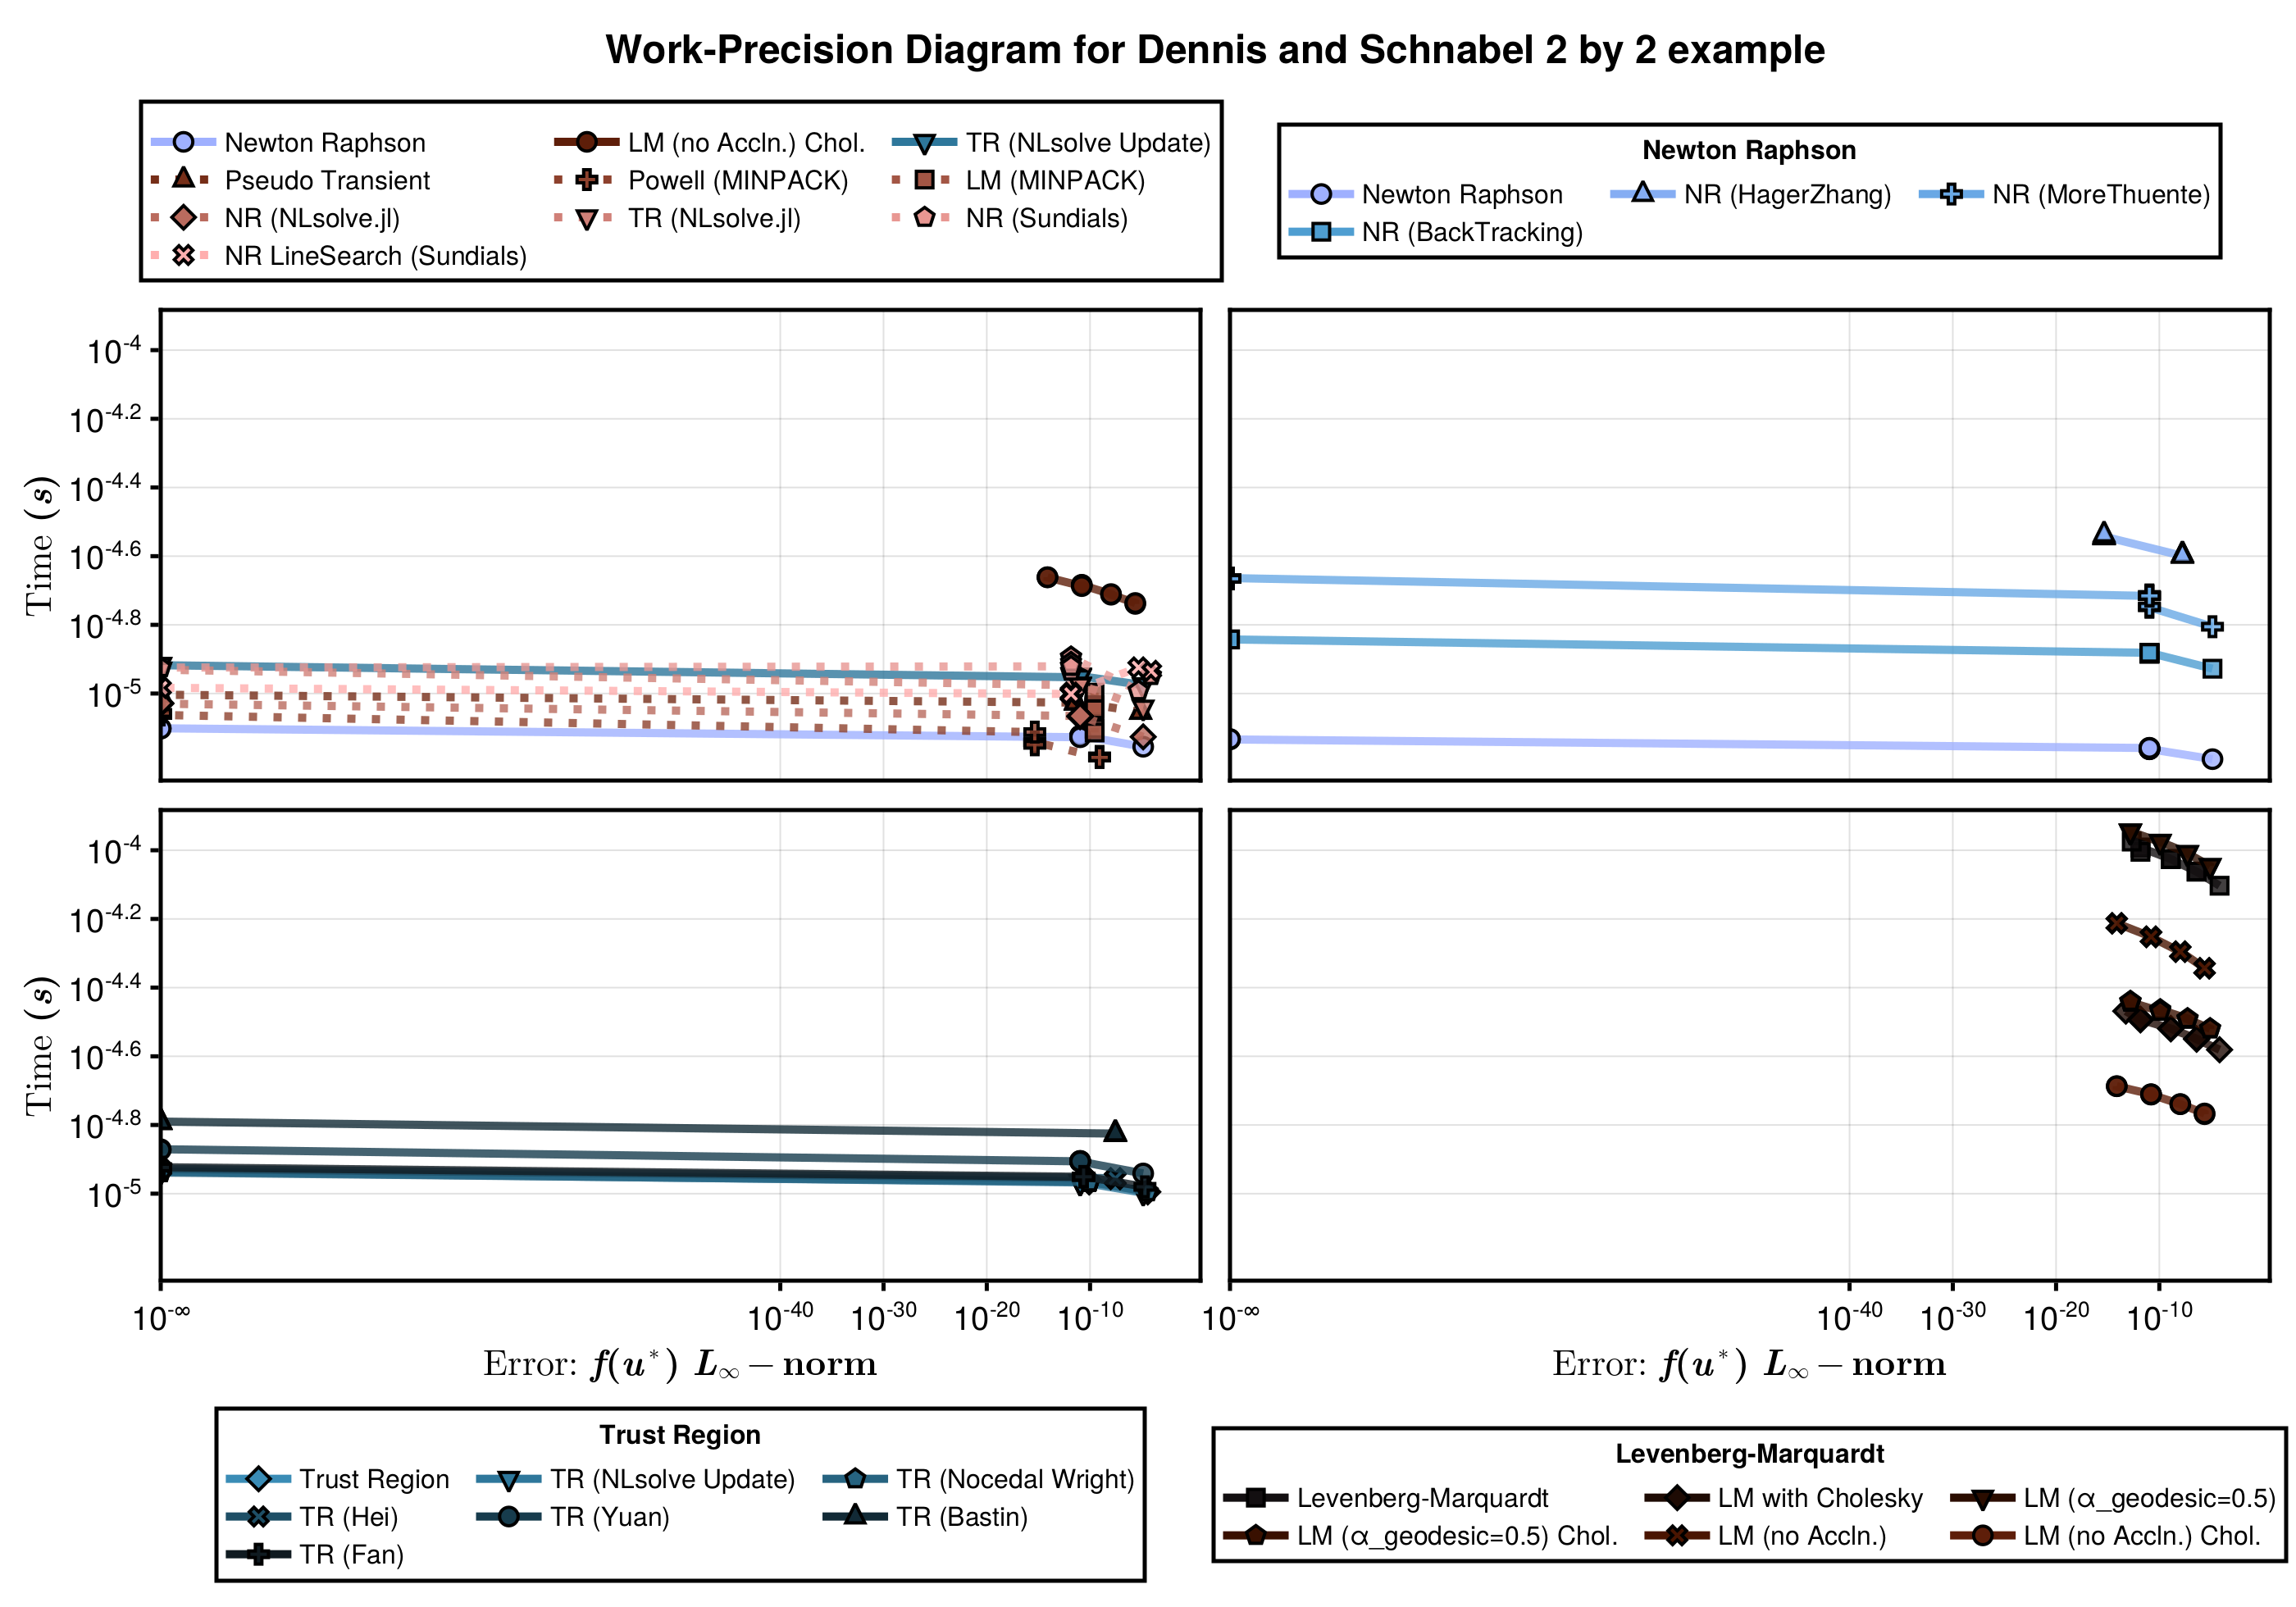 Work-Precision Diagram for Dennis and Schnabel 2 by 2 example
Newton Raphson LM (no Accln.) Chol. TR (NLsolve Update)
Pseudo Transient Powell (MINPACK) LM (MINPACK)
NR (NLsolve.jl) TR (NLsolve.jl) NR (Sundials)
NR LineSearch (Sundials)
Newton Raphson
Newton Raphson NR (HagerZhang) NR (MoreThuente)
NR (BackTracking)
Time (s)
10⁻⁴
10⁻⁴·²
10⁻⁴·⁴
10⁻⁴·⁶
10⁻⁴·⁸
10⁻⁵
Time (s)
10⁻⁴
10⁻⁴·²
10⁻⁴·⁴
10⁻⁴·⁶
10⁻⁴·⁸
10⁻⁵
10^-∞ 10⁻⁴⁰ 10⁻³⁰ 10⁻²⁰ 10⁻¹⁰
10^-∞ 10⁻⁴⁰ 10⁻³⁰ 10⁻²⁰ 10⁻¹⁰
Error: f(u*) L∞ − norm
Error: f(u*) L∞ − norm
Trust Region
Trust Region TR (NLsolve Update) TR (Nocedal Wright)
TR (Hei) TR (Yuan) TR (Bastin)
TR (Fan)
Levenberg-Marquardt
Levenberg-Marquardt LM with Cholesky LM (α_geodesic=0.5)
LM (α_geodesic=0.5) Chol. LM (no Accln.) LM (no Accln.) Chol.